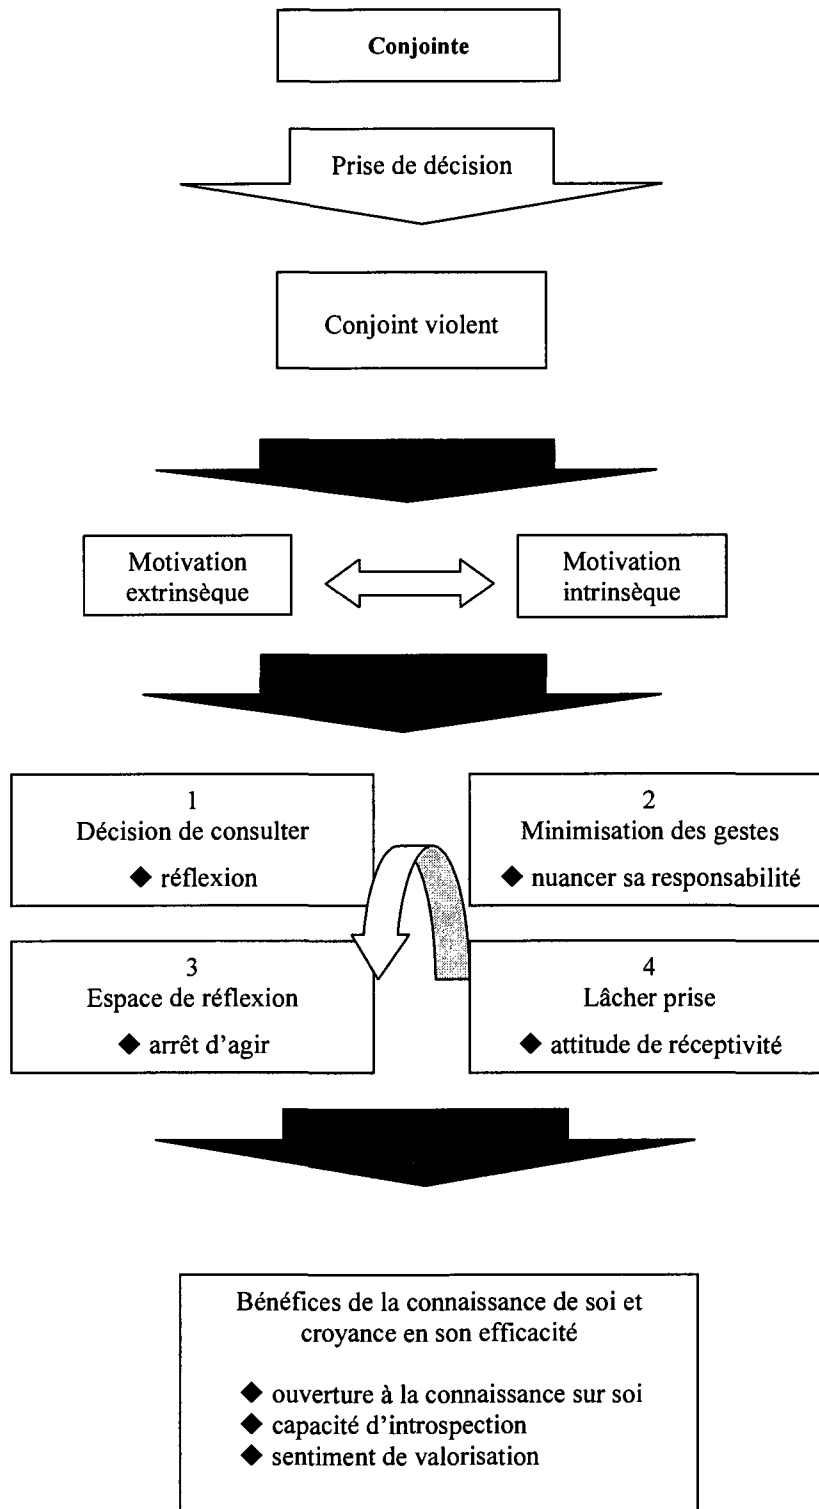 Conjointe
Prise de décision
Conjoint violent
Motivation
extrinsèque
Motivation
intrinsèque
1
Décision de consulter
◆ réflexion
2
Minimisation des gestes
◆ nuancer sa responsabilité
3
Espace de réflexion
◆ arrêt d'agir
4
Lâcher prise
◆ attitude de réceptivité
Bénéfices de la connaissance de soi et
croyance en son efficacité
◆ ouverture à la connaissance sur soi
◆ capacité d'introspection
◆ sentiment de valorisation